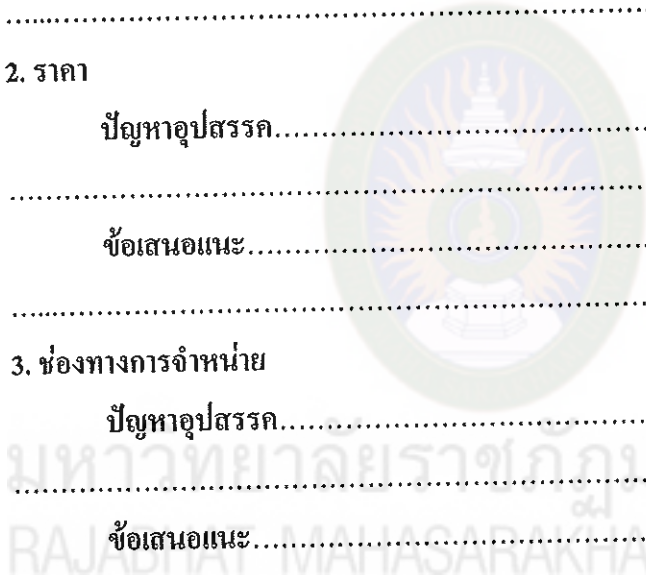 ........................................................................
2. ราคา
ปัญหาอุปสรรค..........................................
........................................................................
ข้อเสนอแนะ.............................................
........................................................................
3. ช่องทางการจำหน่าย
ปัญหาอุปสรรค..........................................
มหาวิทยาลัยราชภัฏม
........................................................................
ข้อเสนอแนะ.............................................
RAJABHAT MAHASARAKHA